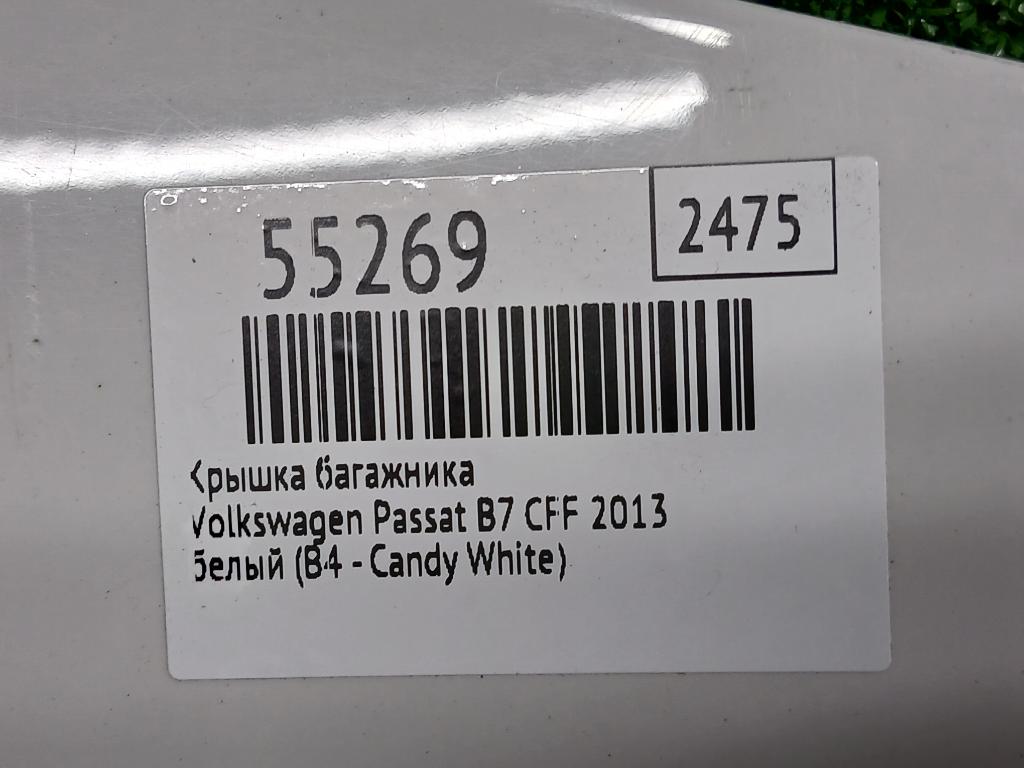 55269
2475
Крышка багажника
Volkswagen Passat B7 CFF 2013
белый (B4 - Candy White)